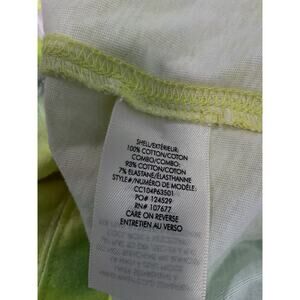 SHELL/EXTÉRIEUR:
100% COTTON/COTON
COMBO/COMBO:
93% COTTON/COTON
7% ELASTANE/ÉLASTHANNE
STYLE#/NUMÉRO DE MODÈLE:
CC104P63501
PO# 124529
RN# 107677
CARE ON REVERSE
ENTRETIEN AU VERSO